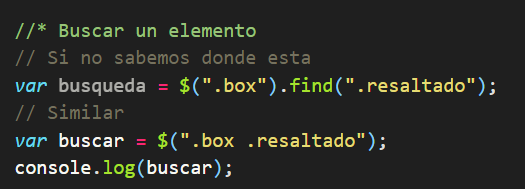 //* Buscar un elemento
// Si no sabemos donde esta
var busqueda = $(".box").find(".resaltado");
// Similar
var buscar = $(".box .resaltado");
console.log(buscar);